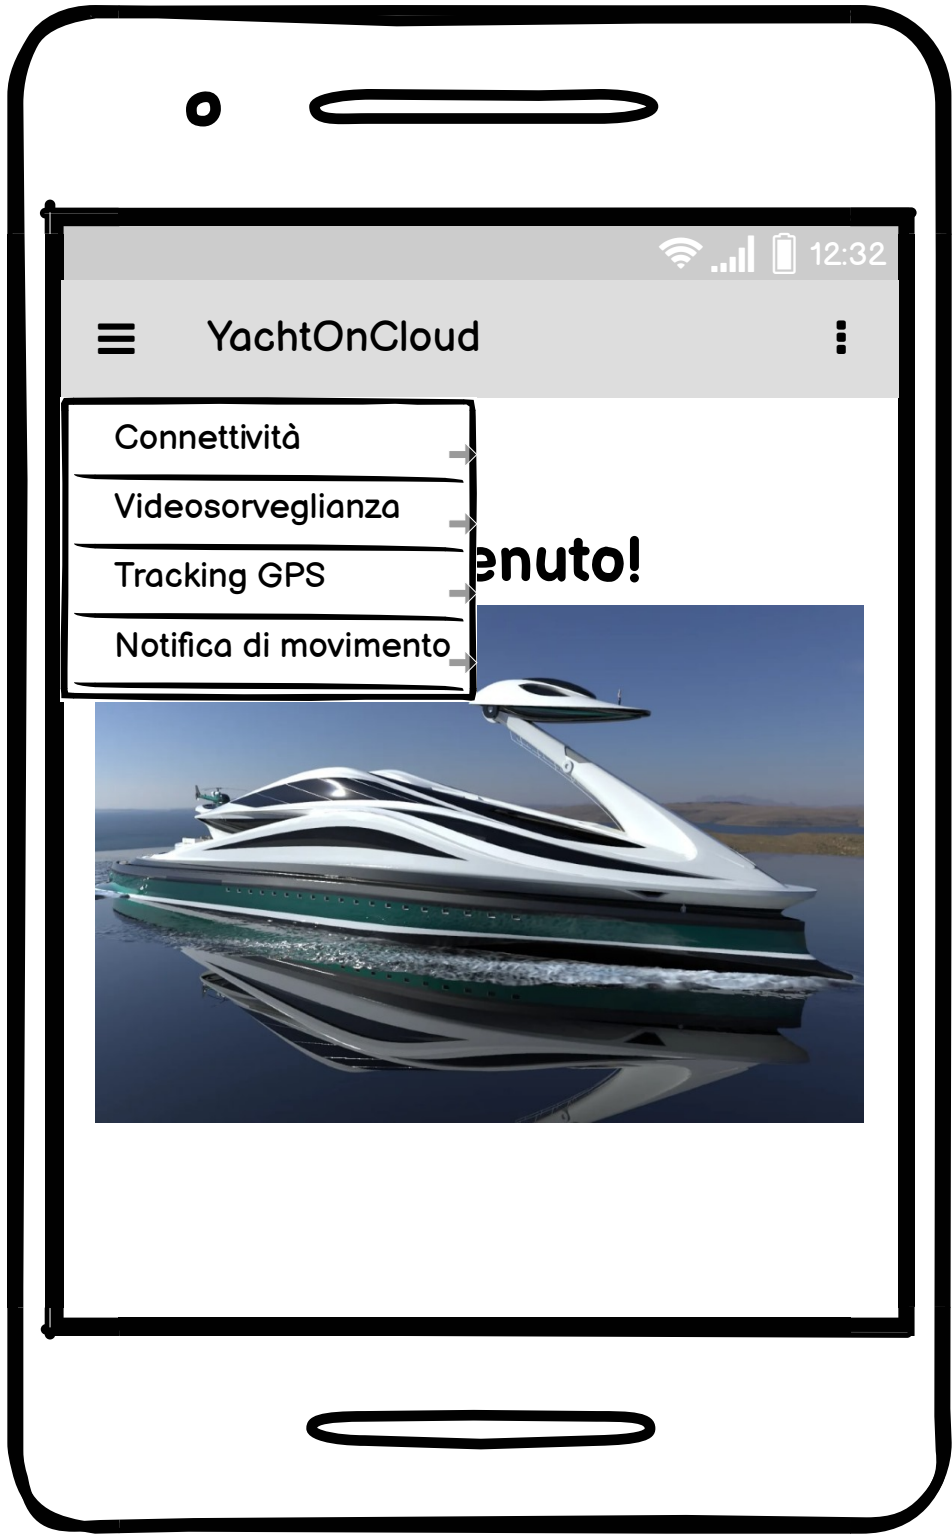 12:32
YachtOnCloud
Connettività
Videosorveglianza
enuto!
Tracking GPS
Notifica di movimento